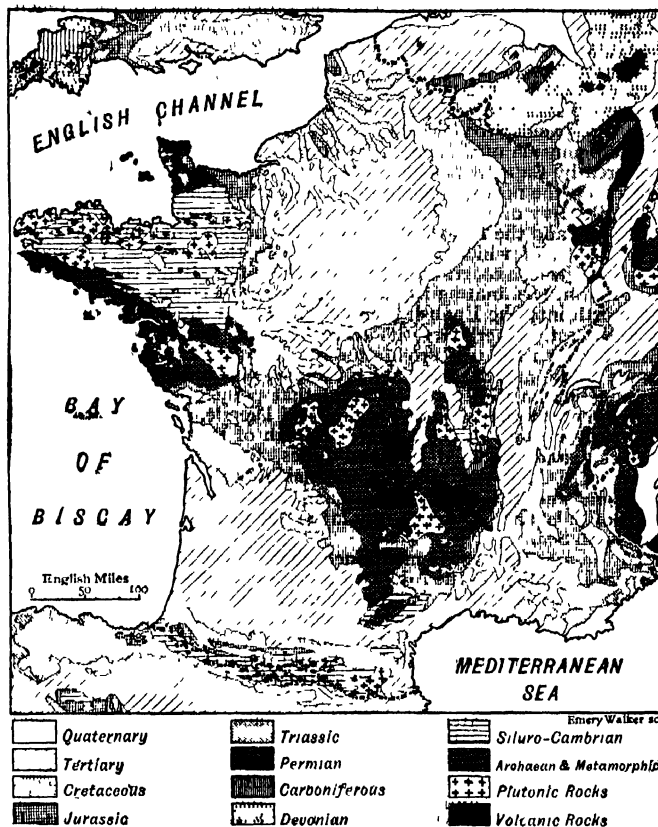 ENGLISH CHANNEL
BAY
OF
BISCAY
English Miles
0 50 100
MEDITERRANEAN
SEA
Emery Walker sc
Quaternary
Tertiary
Cretaceous
Jurassic
Triassic
Permian
Carboniferous
Devonian
Siluro-Cambrian
Archaean & Metamorphic
Plutonic Rocks
Volcanic Rocks